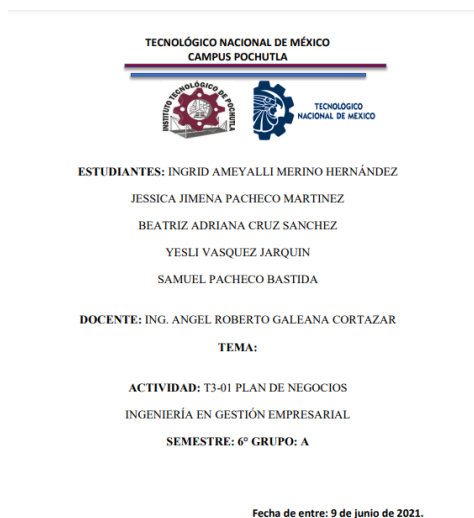 TECNOLÓGICO NACIONAL DE MÉXICO
CAMPUS POCHUTLA
INSTITUTO TECNOLÓGICO DE POCHUTLA
TECNOLOGICO
NACIONAL DE MEXICO
ESTUDIANTES: INGRID AMEYALLI MERINO HERNÁNDEZ
JESSICA JIMENA PACHECO MARTINEZ
BEATRIZ ADRIANA CRUZ SANCHEZ
YESLI VASQUEZ JARQUIN
SAMUEL PACHECO BASTIDA
DOCENTE: ING. ANGEL ROBERTO GALEANA CORTAZAR
TEMA:
ACTIVIDAD: T3-01 PLAN DE NEGOCIOS
INGENIERÍA EN GESTIÓN EMPRESARIAL
SEMESTRE: 6° GRUPO: A
Fecha de entre: 9 de junio de 2021.